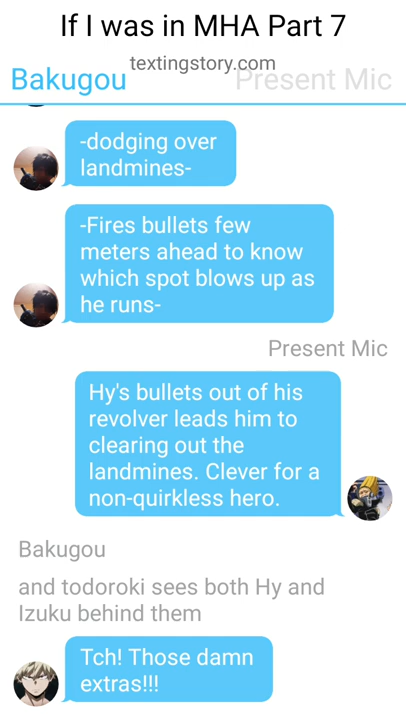 If I was in MHA Part 7
textingstory.com
Bakugou
Present Mic
-dodging over
landmines-
-Fires bullets few
meters ahead to know
which spot blows up as
he runs-
Present Mic
Hy's bullets out of his
revolver leads him to
clearing out the
landmines. Clever for a
non-quirkless hero.
Bakugou
and todoroki sees both Hy and
Izuku behind them
Tch! Those damn
extras!!!